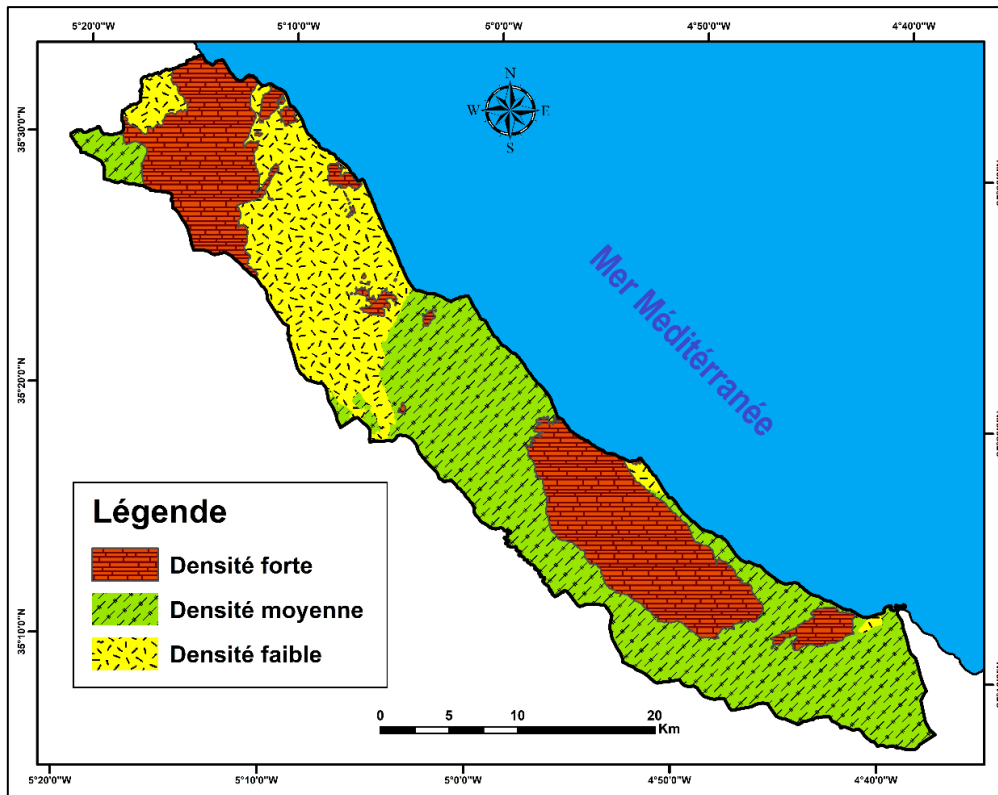 5°20'0"W 5°10'0"W 5°0'0"W 4°50'0"W 4°40'0"W
N
W E
S
35°30'0"N
Mer Méditérranée
35°20'0"N
Légende
Densité forte
Densité moyenne
Densité faible
35°10'0"N
0 5 10 20
Km
5°20'0"W 5°10'0"W 5°0'0"W 4°50'0"W 4°40'0"W